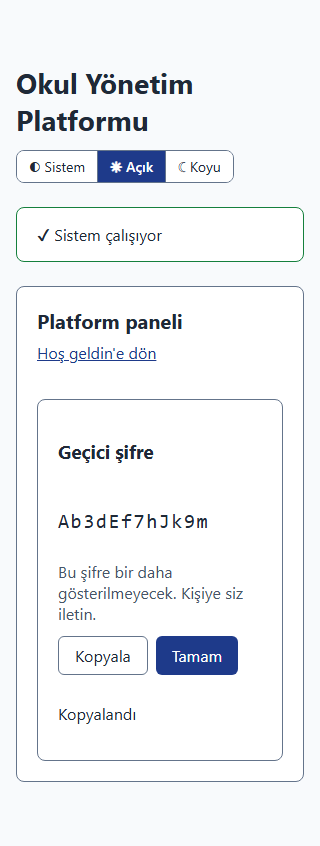 Okul Yönetim
Platformu
◐ Sistem
❋ Açık
☾ Koyu
✓ Sistem çalışıyor
Platform paneli
Hoş geldin'e dön
Geçici şifre
Ab3dEf7hJk9m
Bu şifre bir daha
gösterilmeyecek. Kişiye siz
iletin.
Kopyala
Tamam
Kopyalandı